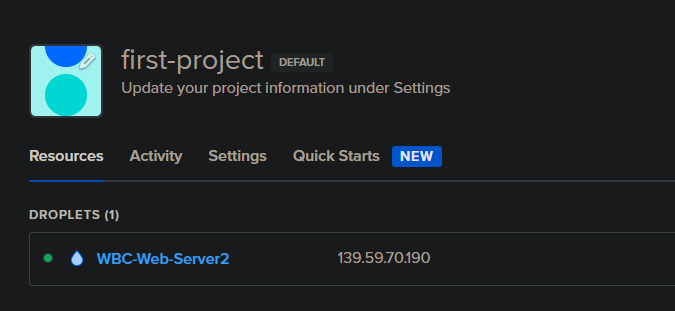 first-project DEFAULT
Update your project information under Settings
Resources Activity Settings Quick Starts NEW
DROPLETS (1)
WBC-Web-Server2 139.59.70.190